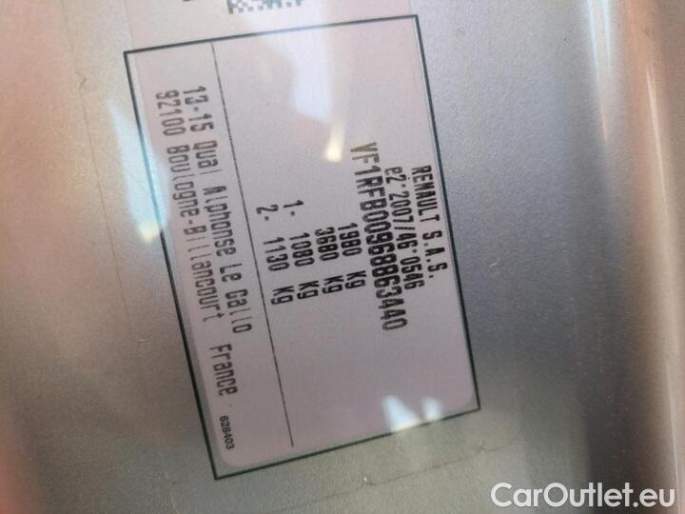 RENAULT S.A.S.
e2*2007/46*0546
VF1RFB00968863440
1980 Kg
3680 Kg
1- 1080 Kg
2- 1130 Kg
13-15 Quai Alphonse Le Gallo
92100 Boulogne-Billancourt France
629403
CarOutlet.eu